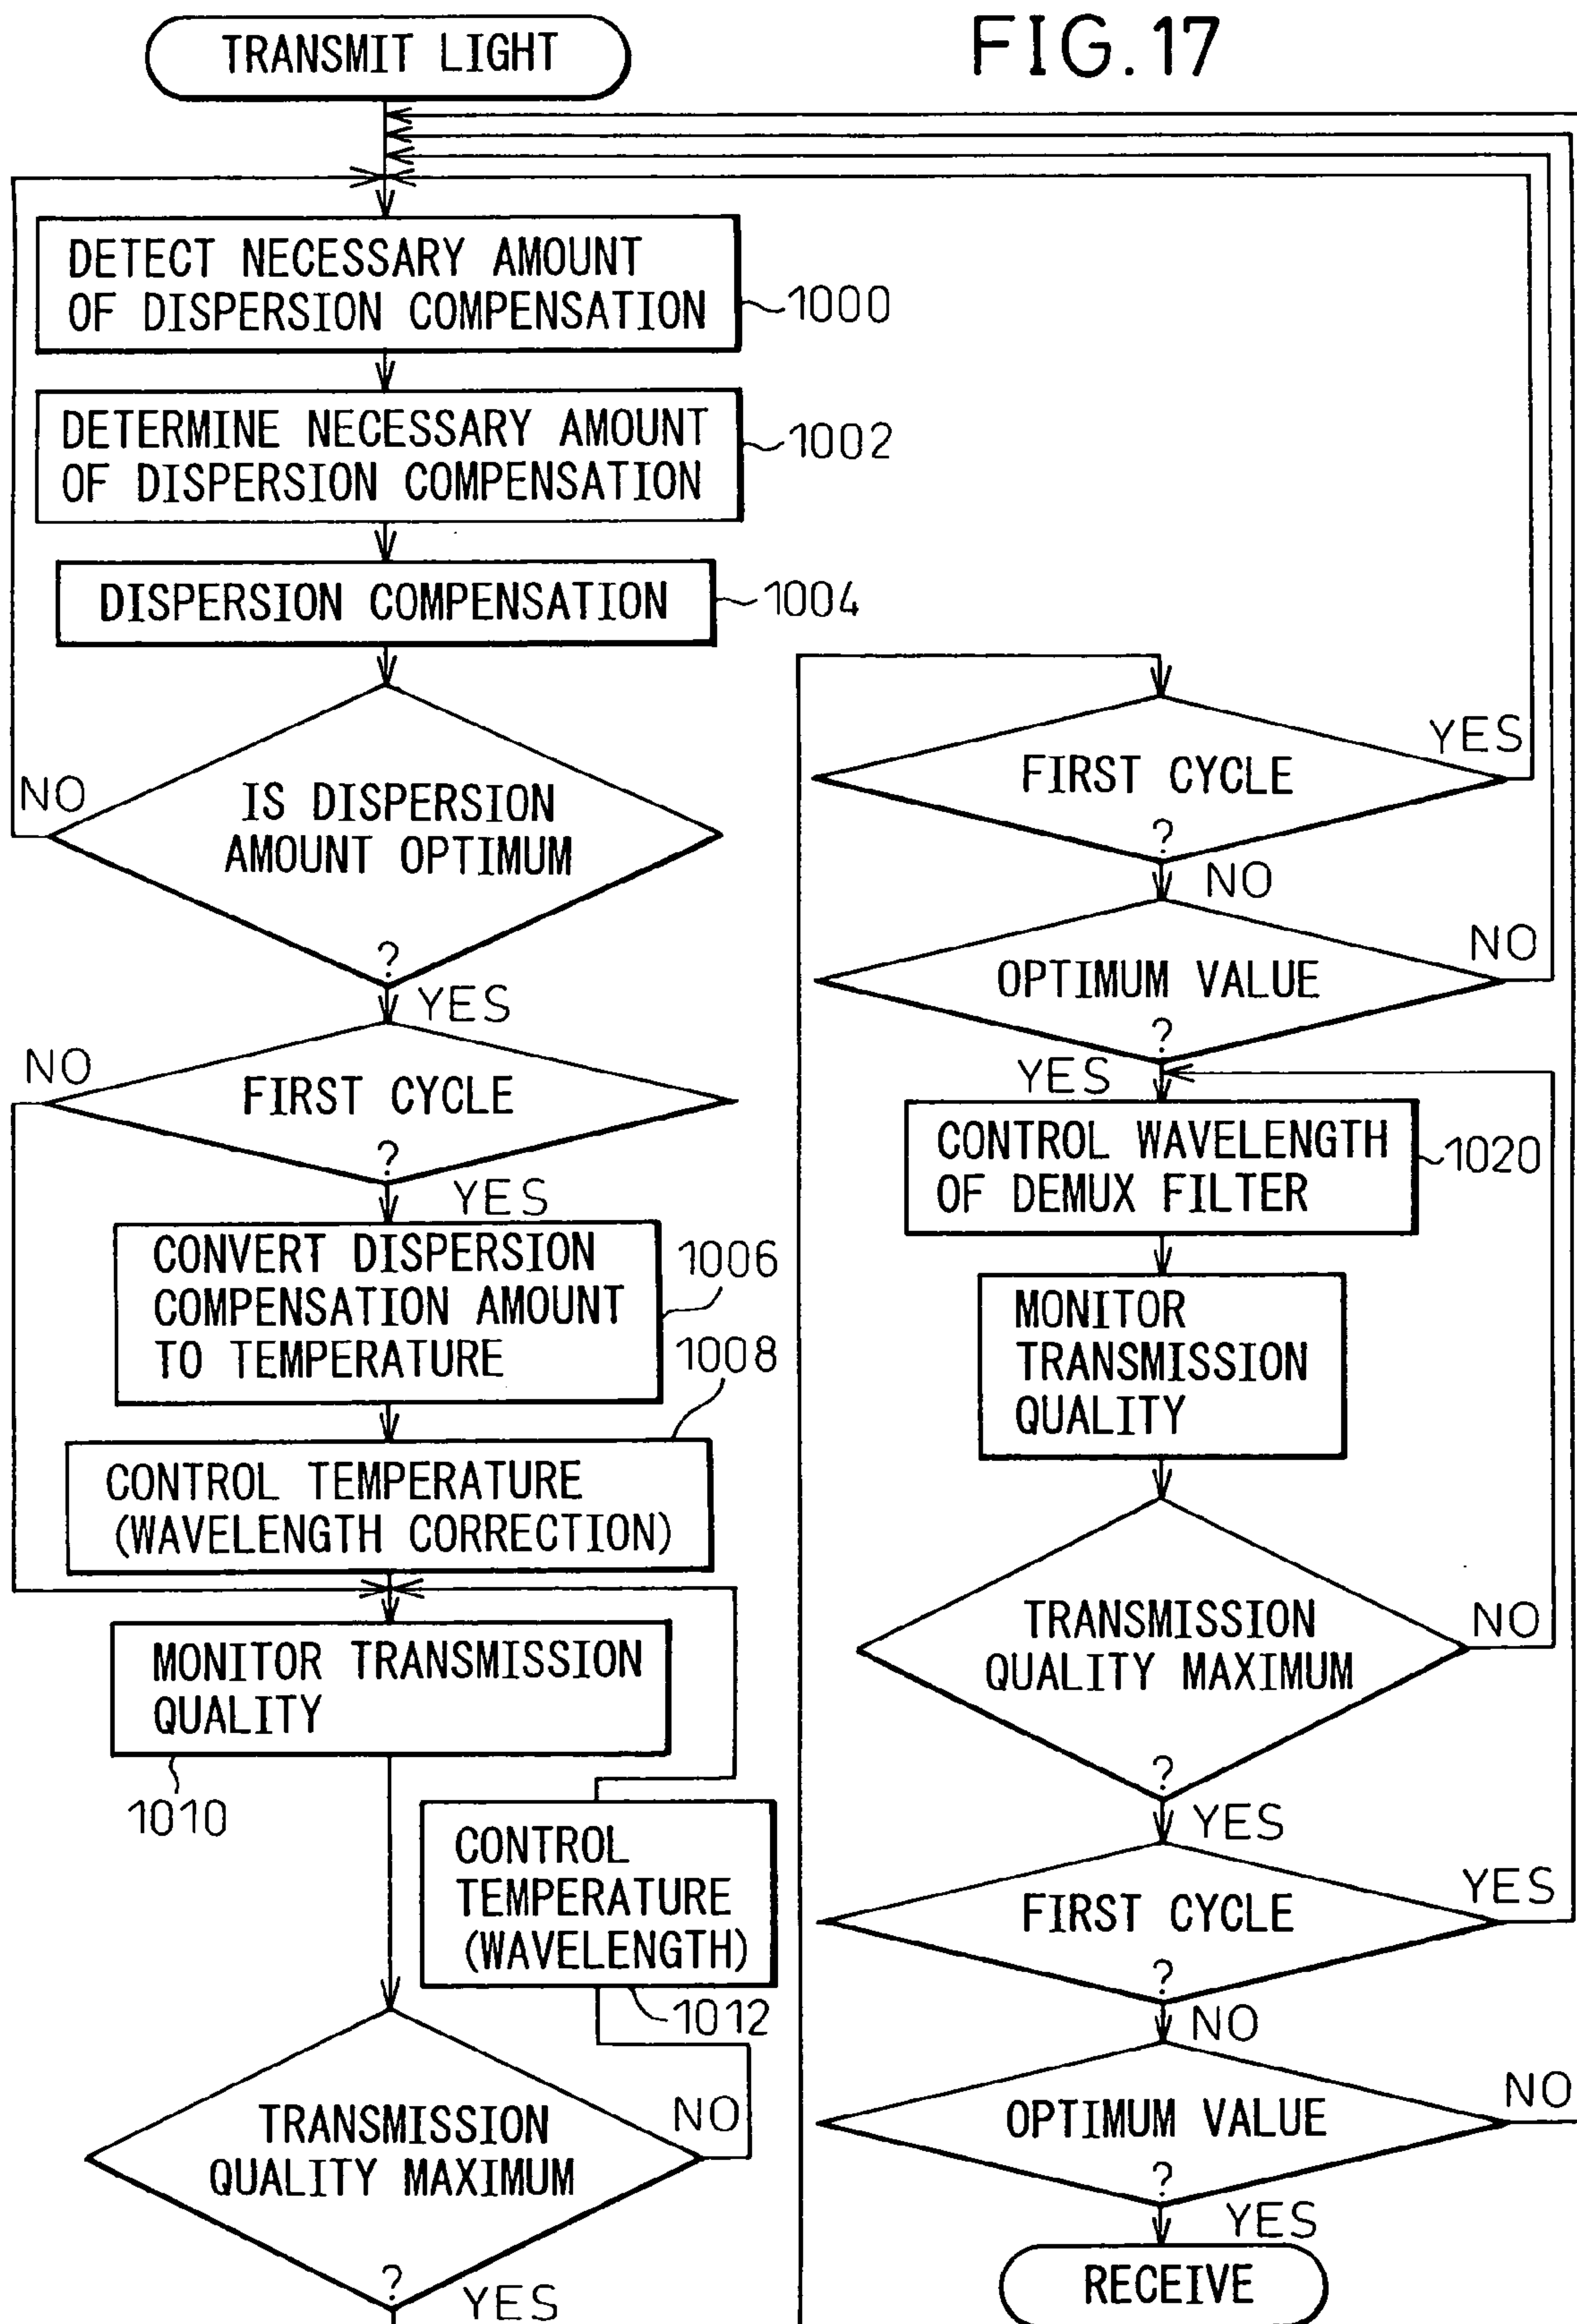 FIG.17
TRANSMIT LIGHT
DETECT NECESSARY AMOUNT
OF DISPERSION COMPENSATION
1000
DETERMINE NECESSARY AMOUNT
OF DISPERSION COMPENSATION
1002
DISPERSION COMPENSATION
1004
IS DISPERSION
AMOUNT OPTIMUM
?
NO
YES
FIRST CYCLE
?
NO
YES
CONVERT DISPERSION
COMPENSATION AMOUNT
TO TEMPERATURE
1006
1008
CONTROL TEMPERATURE
(WAVELENGTH CORRECTION)
MONITOR TRANSMISSION
QUALITY
1010
CONTROL
TEMPERATURE
(WAVELENGTH)
1012
TRANSMISSION
QUALITY MAXIMUM
?
NO
YES
FIRST CYCLE
?
YES
NO
OPTIMUM VALUE
?
NO
YES
CONTROL WAVELENGTH
OF DEMUX FILTER
1020
MONITOR
TRANSMISSION
QUALITY
TRANSMISSION
QUALITY MAXIMUM
?
NO
YES
FIRST CYCLE
?
YES
NO
OPTIMUM VALUE
?
NO
YES
RECEIVE